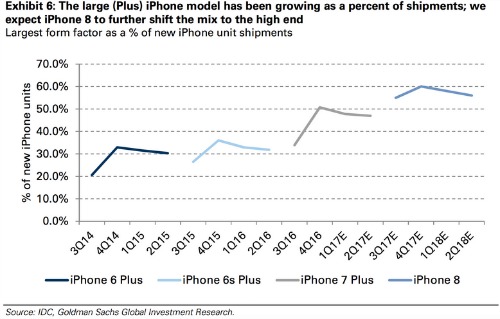 Exhibit 6: The large (Plus) iPhone model has been growing as a percent of shipments; we
expect iPhone 8 to further shift the mix to the high end
Largest form factor as a % of new iPhone unit shipments
70.0%
60.0%
50.0%
40.0%
30.0%
20.0%
10.0%
0.0%
% of new iPhone units
3Q14
4Q14
1Q15
2Q15
3Q15
4Q15
1Q16
2Q16
3Q16
4Q16
1Q17E
2Q17E
3Q17E
4Q17E
1Q18E
2Q18E
iPhone 6 Plus
iPhone 6s Plus
iPhone 7 Plus
iPhone 8
Source: IDC, Goldman Sachs Global Investment Research.